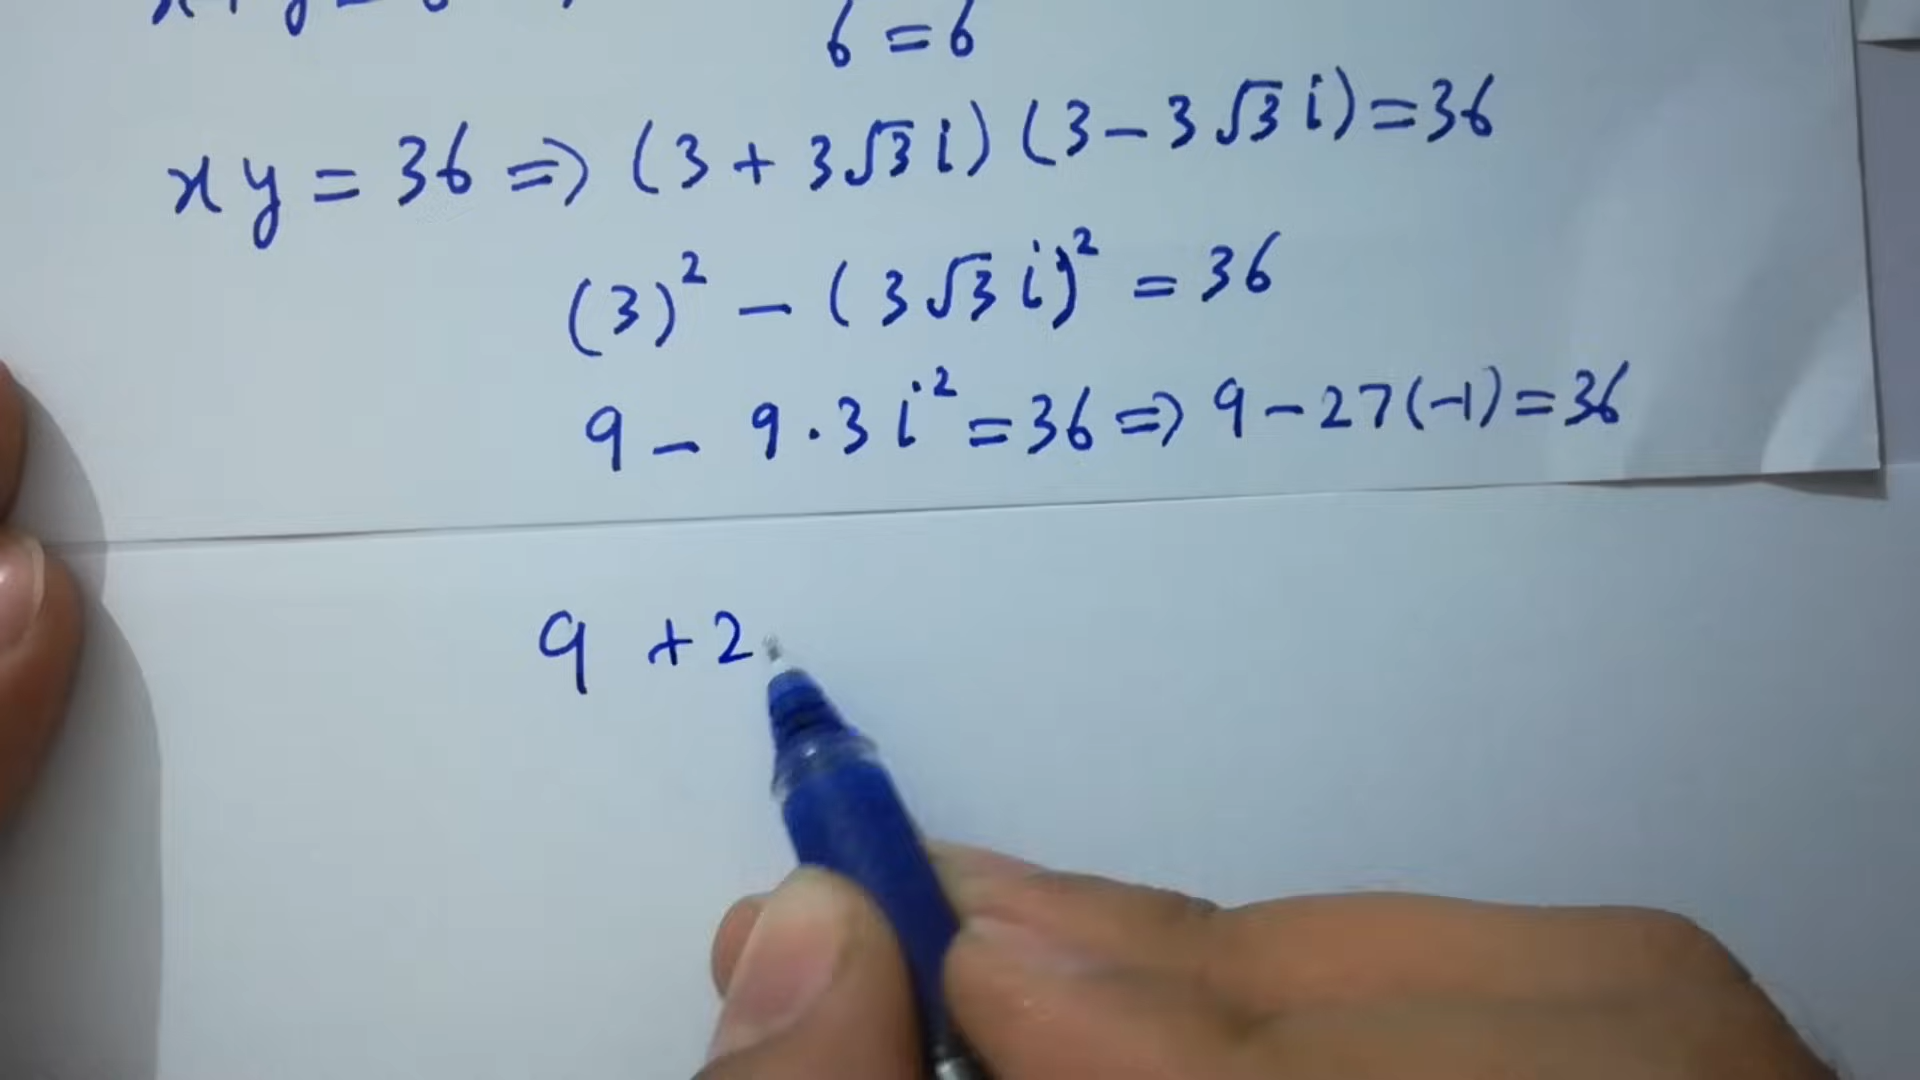 6 = 6
xy = 36 ⇒ (3 + 3√3 i) (3 − 3√3 i) = 36
(3)² − (3√3 i)² = 36
9 − 9·3 i² = 36 ⇒ 9 − 27(−1) = 36
9 + 2